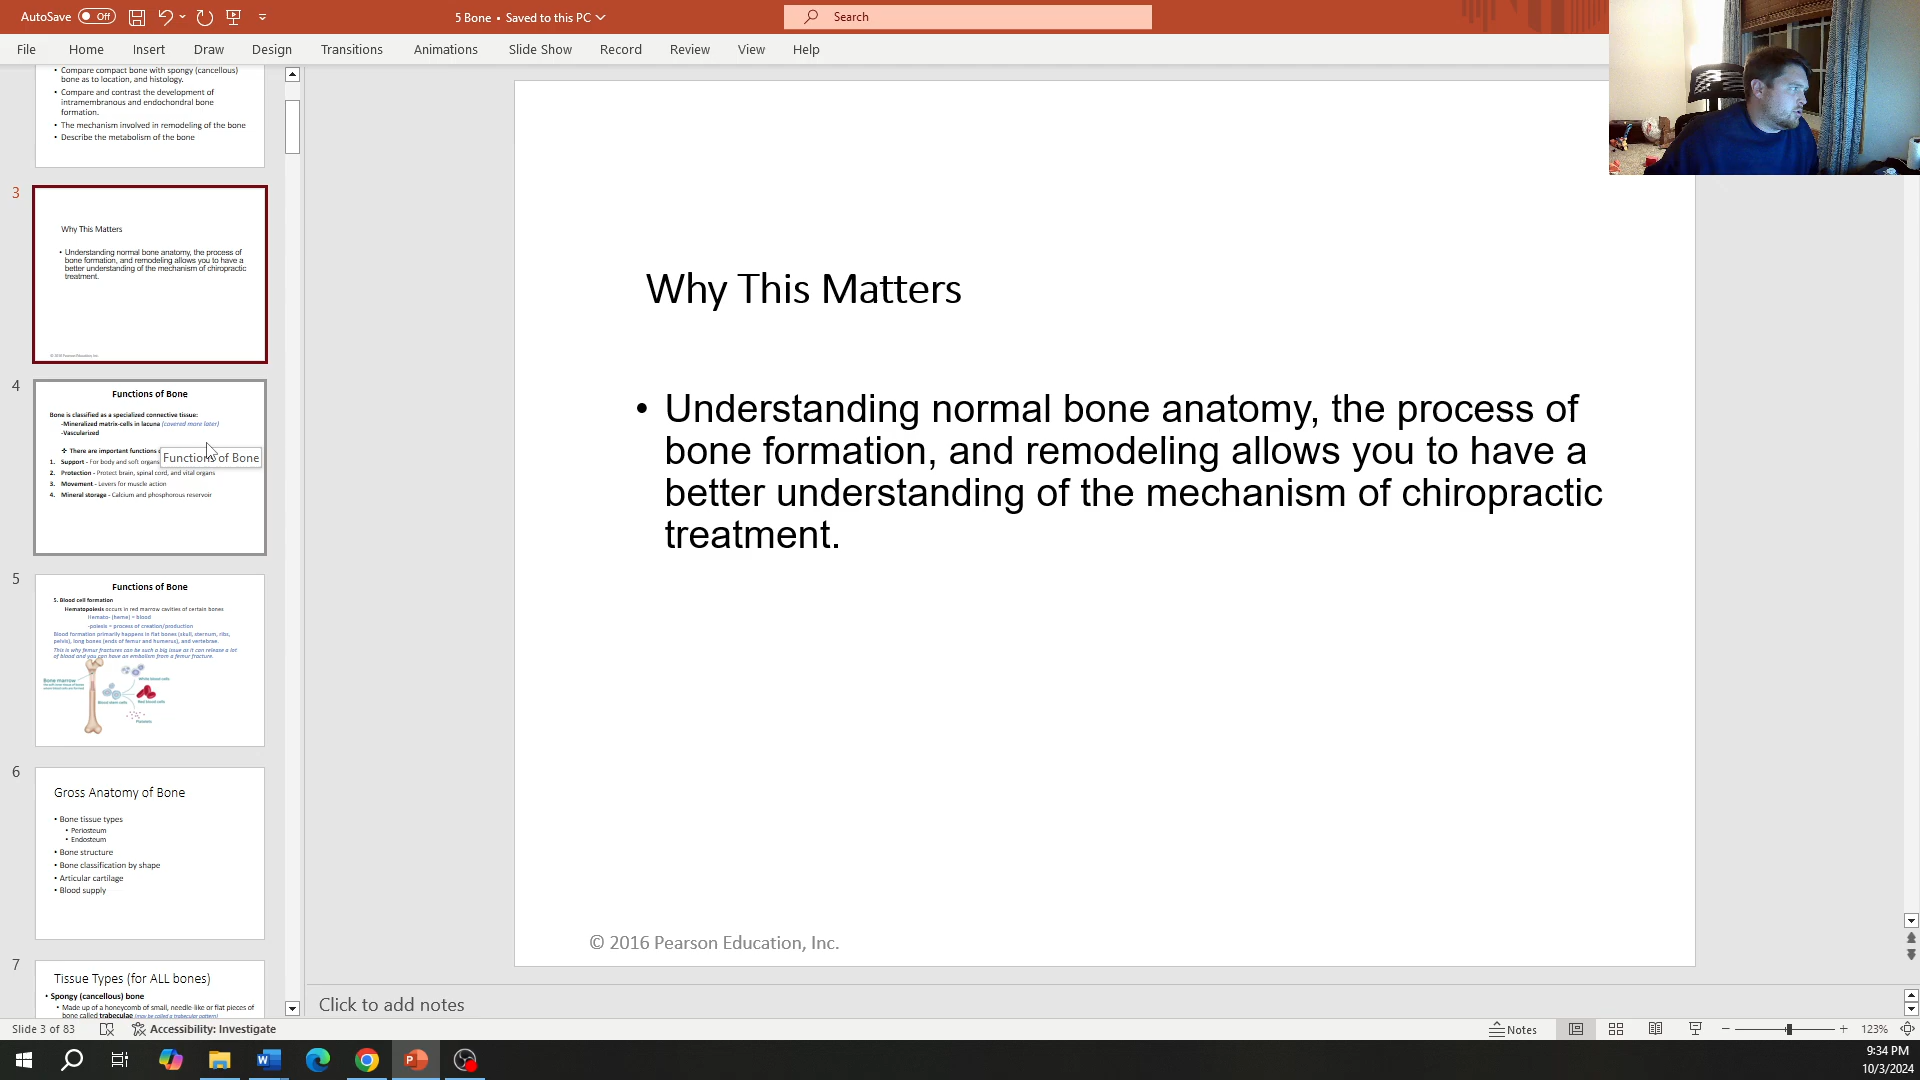 AutoSave Off
5 Bone • Saved to this PC
Search
File Home Insert Draw Design Transitions Animations Slide Show Record Review View Help
• Compare compact bone with spongy (cancellous)
bone as to location, and histology.
• Compare and contrast the development of
intramembranous and endochondral bone
formation.
• The mechanism involved in remodeling of the bone
• Describe the metabolism of the bone
3
Why This Matters
• Understanding normal bone anatomy, the process of
bone formation, and remodeling allows you to have a
better understanding of the mechanism of chiropractic
treatment.
© 2016 Pearson Education, Inc.
4
Functions of Bone
Bone is classified as a specialized connective tissue:
-Mineralized matrix-cells in lacuna (covered more later)
-Vascularized
❖ There are important functions
Functions of Bone
1. Support - For body and soft organs
2. Protection - Protect brain, spinal cord, and vital organs
3. Movement - Levers for muscle action
4. Mineral storage - Calcium and phosphorous reservoir
5
Functions of Bone
5. Blood cell formation
Hematopoiesis occurs in red marrow cavities of certain bones
Hemato- (heme) = blood
-poiesis = process of creation/production
Blood formation primarily happens in flat bones (skull, sternum, ribs,
pelvis), long bones (ends of femur and humerus), and vertebrae.
This is why femur fractures can be such a big issue as it can release a lot
of blood and you can have an embolism from a femur fracture.
Bone marrow
White blood cells
Blood stem cells
Red blood cells
Platelets
6
Gross Anatomy of Bone
• Bone tissue types
• Periosteum
• Endosteum
• Bone structure
• Bone classification by shape
• Articular cartilage
• Blood supply
7
Tissue Types (for ALL bones)
• Spongy (cancellous) bone
• Made up of a honeycomb of small, needle-like or flat pieces of
bone called trabeculae (may be called a trabecular pattern)
Why This Matters
• Understanding normal bone anatomy, the process of
bone formation, and remodeling allows you to have a
better understanding of the mechanism of chiropractic
treatment.
© 2016 Pearson Education, Inc.
Click to add notes
Slide 3 of 83
Accessibility: Investigate
Notes
123%
9:34 PM
10/3/2024